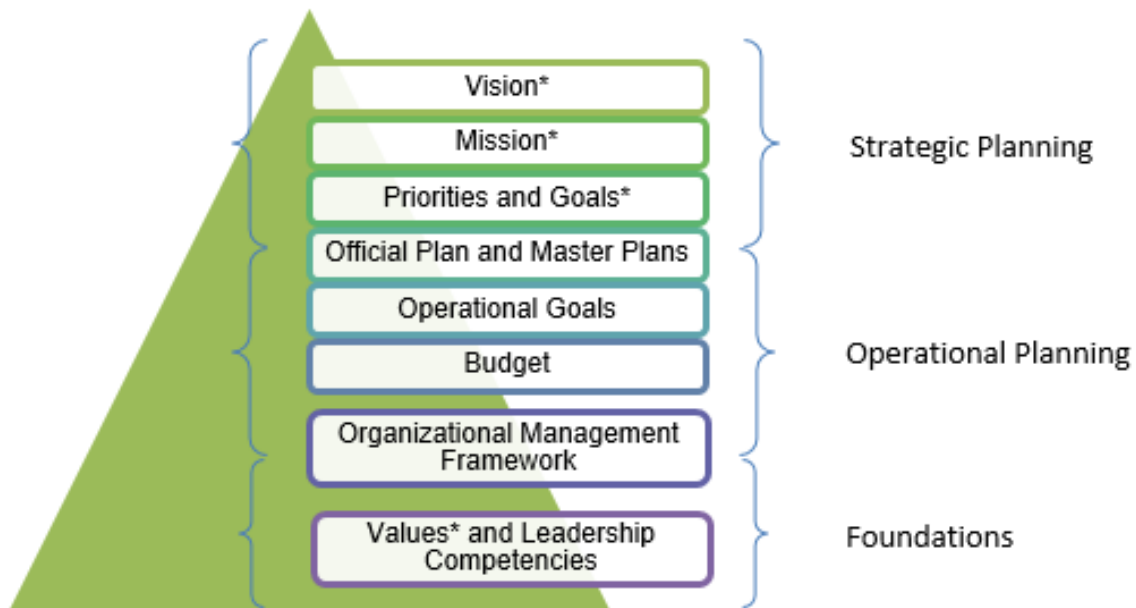 Vision*
Mission*
Strategic Planning
Priorities and Goals*
Official Plan and Master Plans
Operational Goals
Operational Planning
Budget
Organizational Management
Framework
Values* and Leadership
Competencies
Foundations